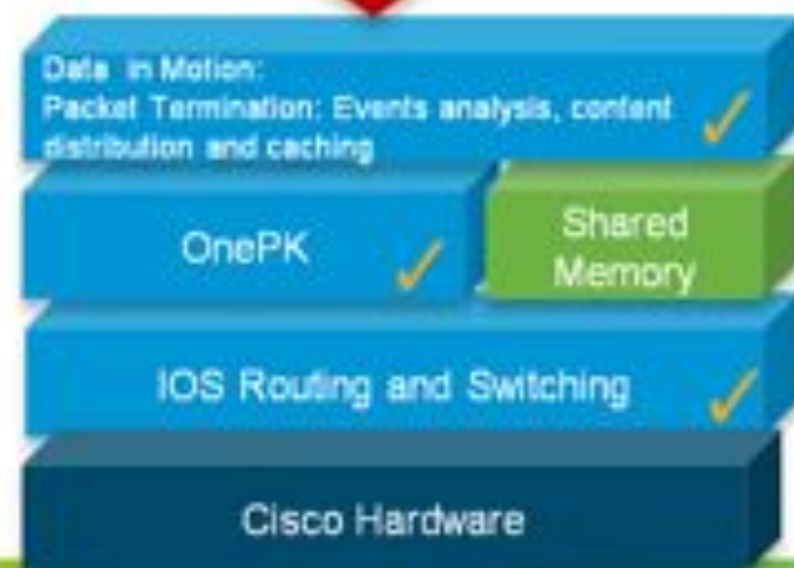 Data in Motion:
Packet Termination: Events analysis, content
distribution and caching
OnePK
Shared
Memory
IOS Routing and Switching
Cisco Hardware